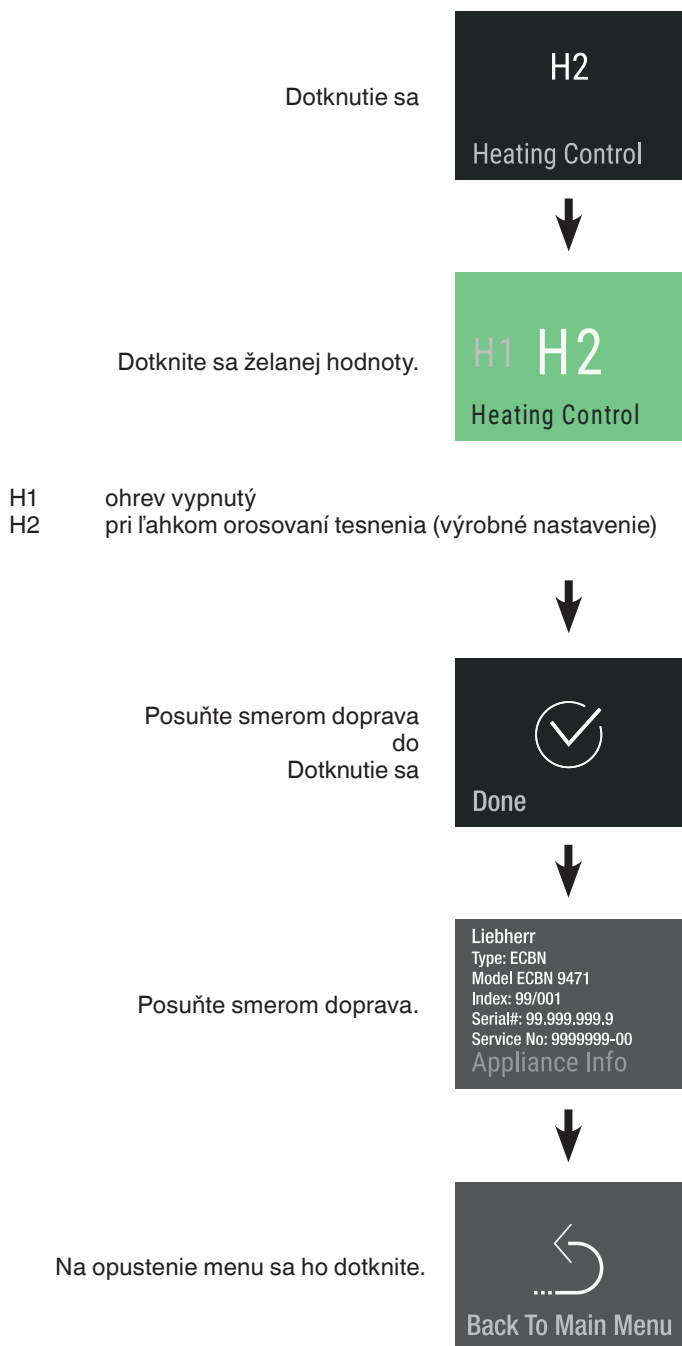 Dotknutie sa
H2
Heating Control
Dotknite sa želanej hodnoty.
H1 H2
Heating Control
H1 ohrev vypnutý
H2 pri ľahkom orosovaní tesnenia (výrobné nastavenie)
Posuňte smerom doprava
do
Dotknutie sa
Done
Posuňte smerom doprava.
Liebherr
Type: ECBN
Model ECBN 9471
Index: 99/001
Serial#: 99.999.999.9
Service No: 9999999-00
Appliance Info
Na opustenie menu sa ho dotknite.
Back To Main Menu